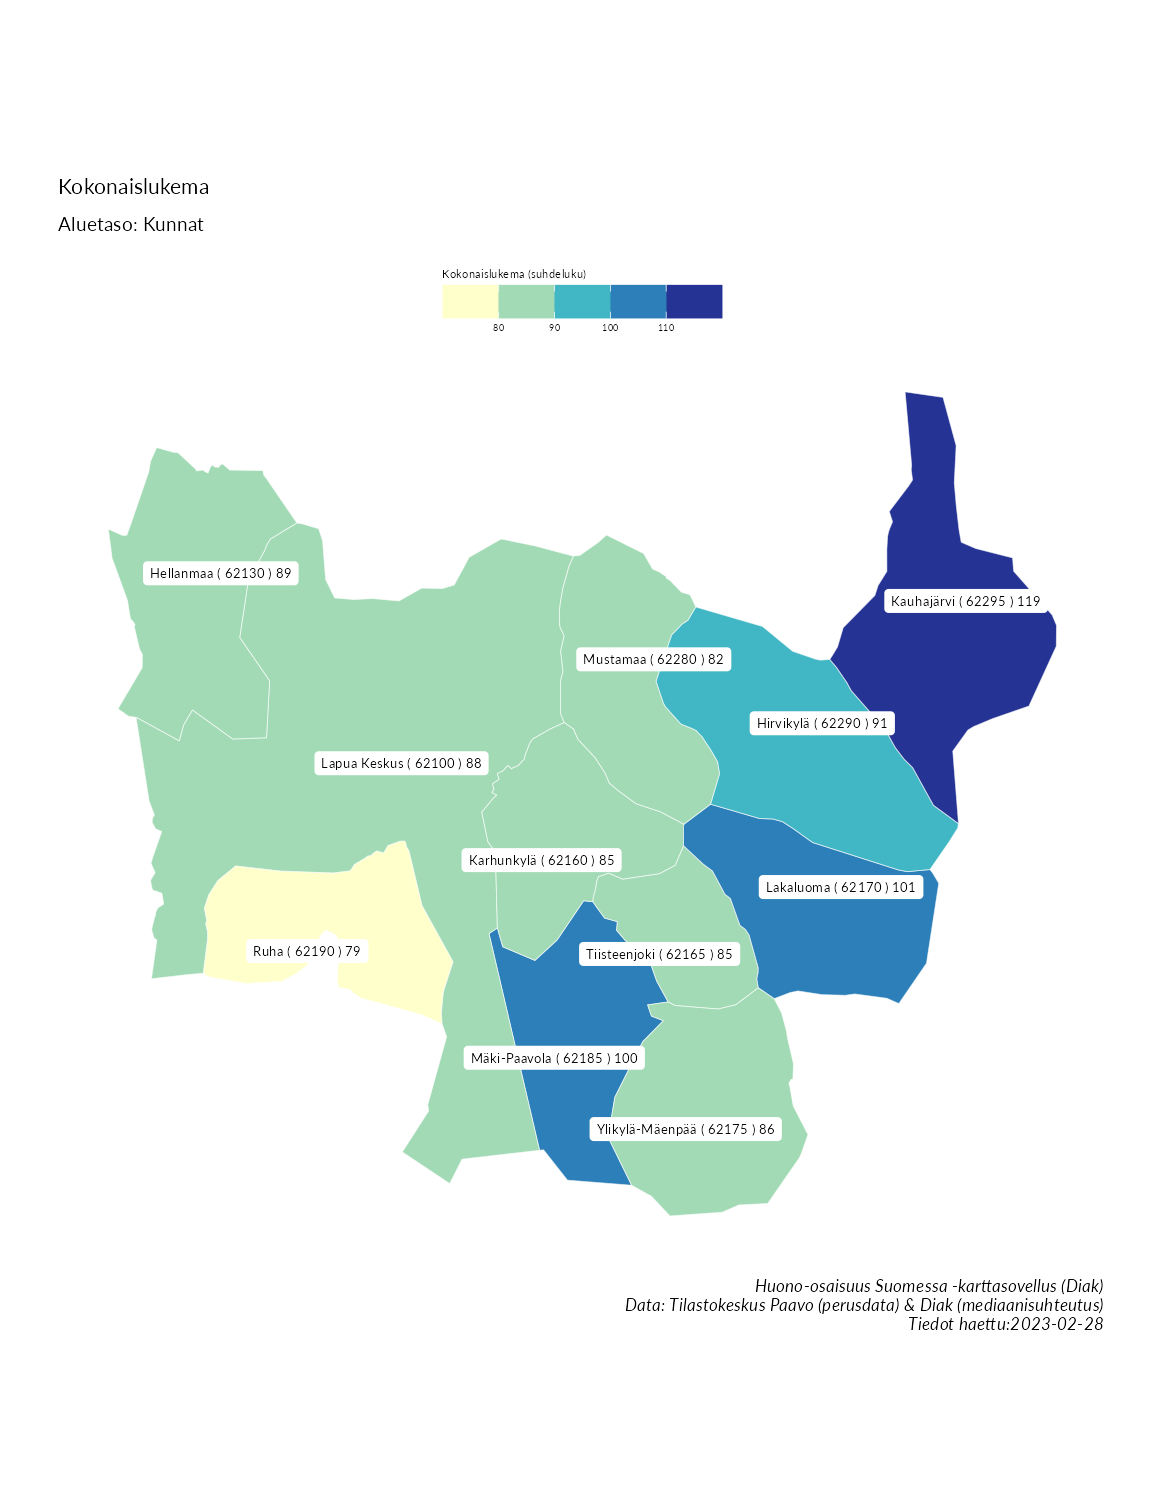 Kokonaislukema
Aluetaso: Kunnat
Kokonaislukema (suhdeluku)
80 90 100 110
Hellanmaa ( 62130 ) 89
Kauhajärvi ( 62295 ) 119
Mustamaa ( 62280 ) 82
Hirvikylä ( 62290 ) 91
Lapua Keskus ( 62100 ) 88
Karhunkylä ( 62160 ) 85
Lakaluoma ( 62170 ) 101
Ruha ( 62190 ) 79
Tiisteenjoki ( 62165 ) 85
Mäki-Paavola ( 62185 ) 100
Ylikylä-Mäenpää ( 62175 ) 86
Huono-osaisuus Suomessa -karttasovellus (Diak)
Data: Tilastokeskus Paavo (perusdata) & Diak (mediaanisuhteutus)
Tiedot haettu:2023-02-28